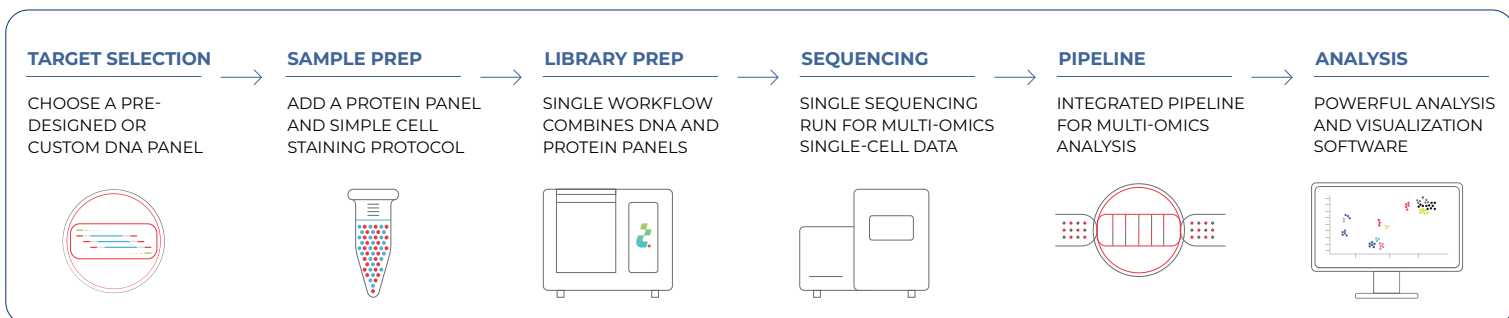 TARGET SELECTION
CHOOSE A PRE-
DESIGNED OR
CUSTOM DNA PANEL
SAMPLE PREP
ADD A PROTEIN PANEL
AND SIMPLE CELL
STAINING PROTOCOL
LIBRARY PREP
SINGLE WORKFLOW
COMBINES DNA AND
PROTEIN PANELS
SEQUENCING
SINGLE SEQUENCING
RUN FOR MULTI-OMICS
SINGLE-CELL DATA
PIPELINE
INTEGRATED PIPELINE
FOR MULTI-OMICS
ANALYSIS
ANALYSIS
POWERFUL ANALYSIS
AND VISUALIZATION
SOFTWARE